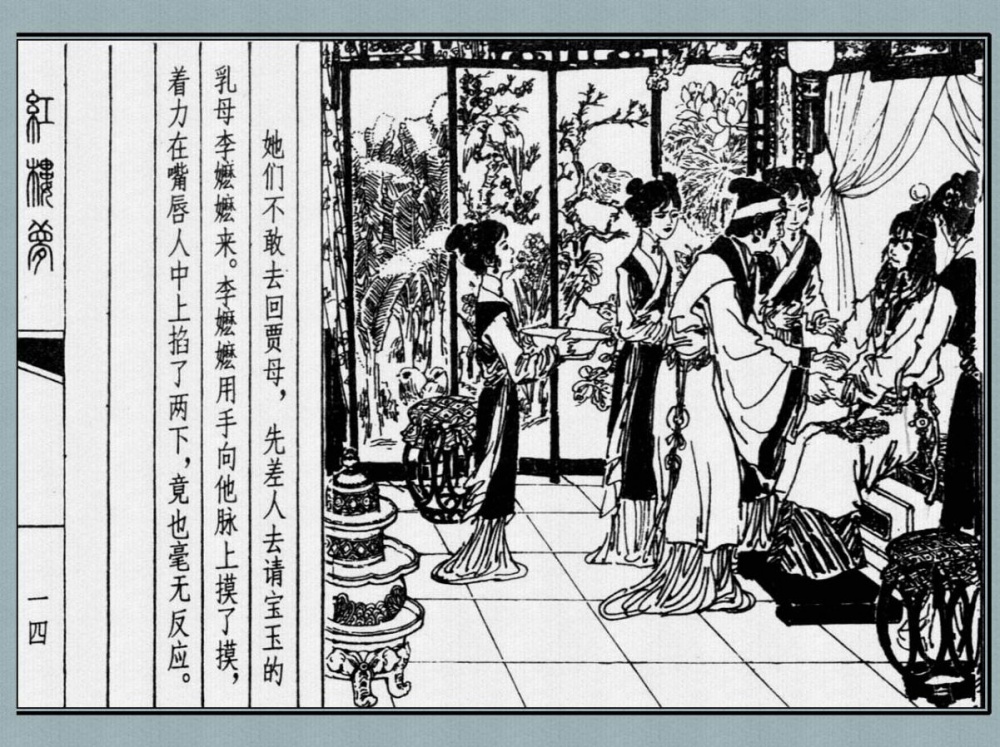 她们不敢去回贾母，先差人去请宝玉的
乳母李嬷嬷来。李嬷嬷用手向他脉上摸了摸，
着力在嘴唇人中上掐了两下，竟也毫无反应。
紅樓夢
一四